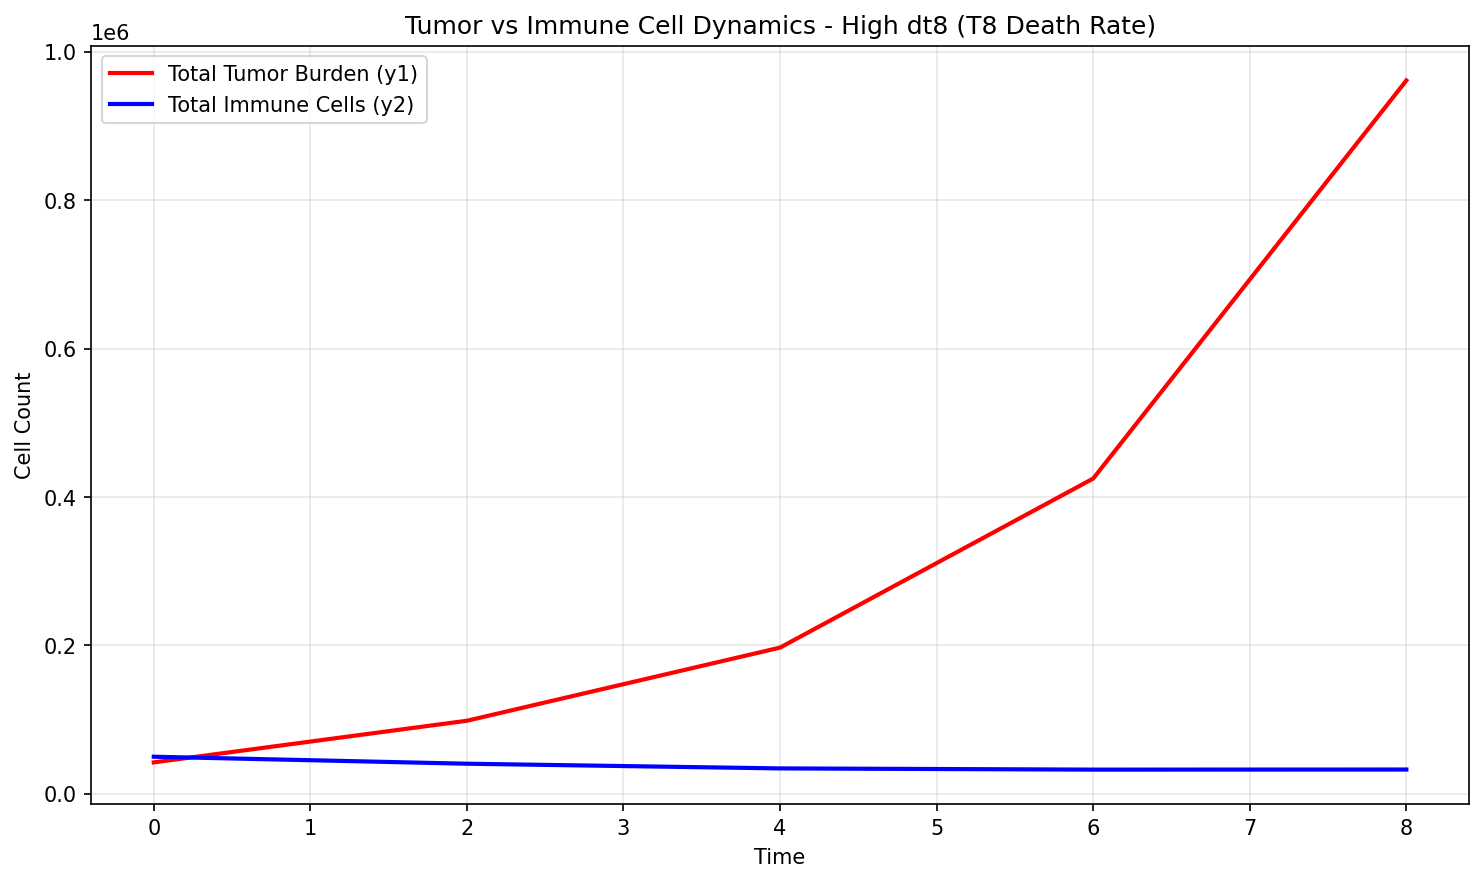 Tumor vs Immune Cell Dynamics - High dt8 (T8 Death Rate)
1e6
1.0
0.8
0.6
0.4
0.2
0.0
Cell Count
Total Tumor Burden (y1)
Total Immune Cells (y2)
0 1 2 3 4 5 6 7 8
Time